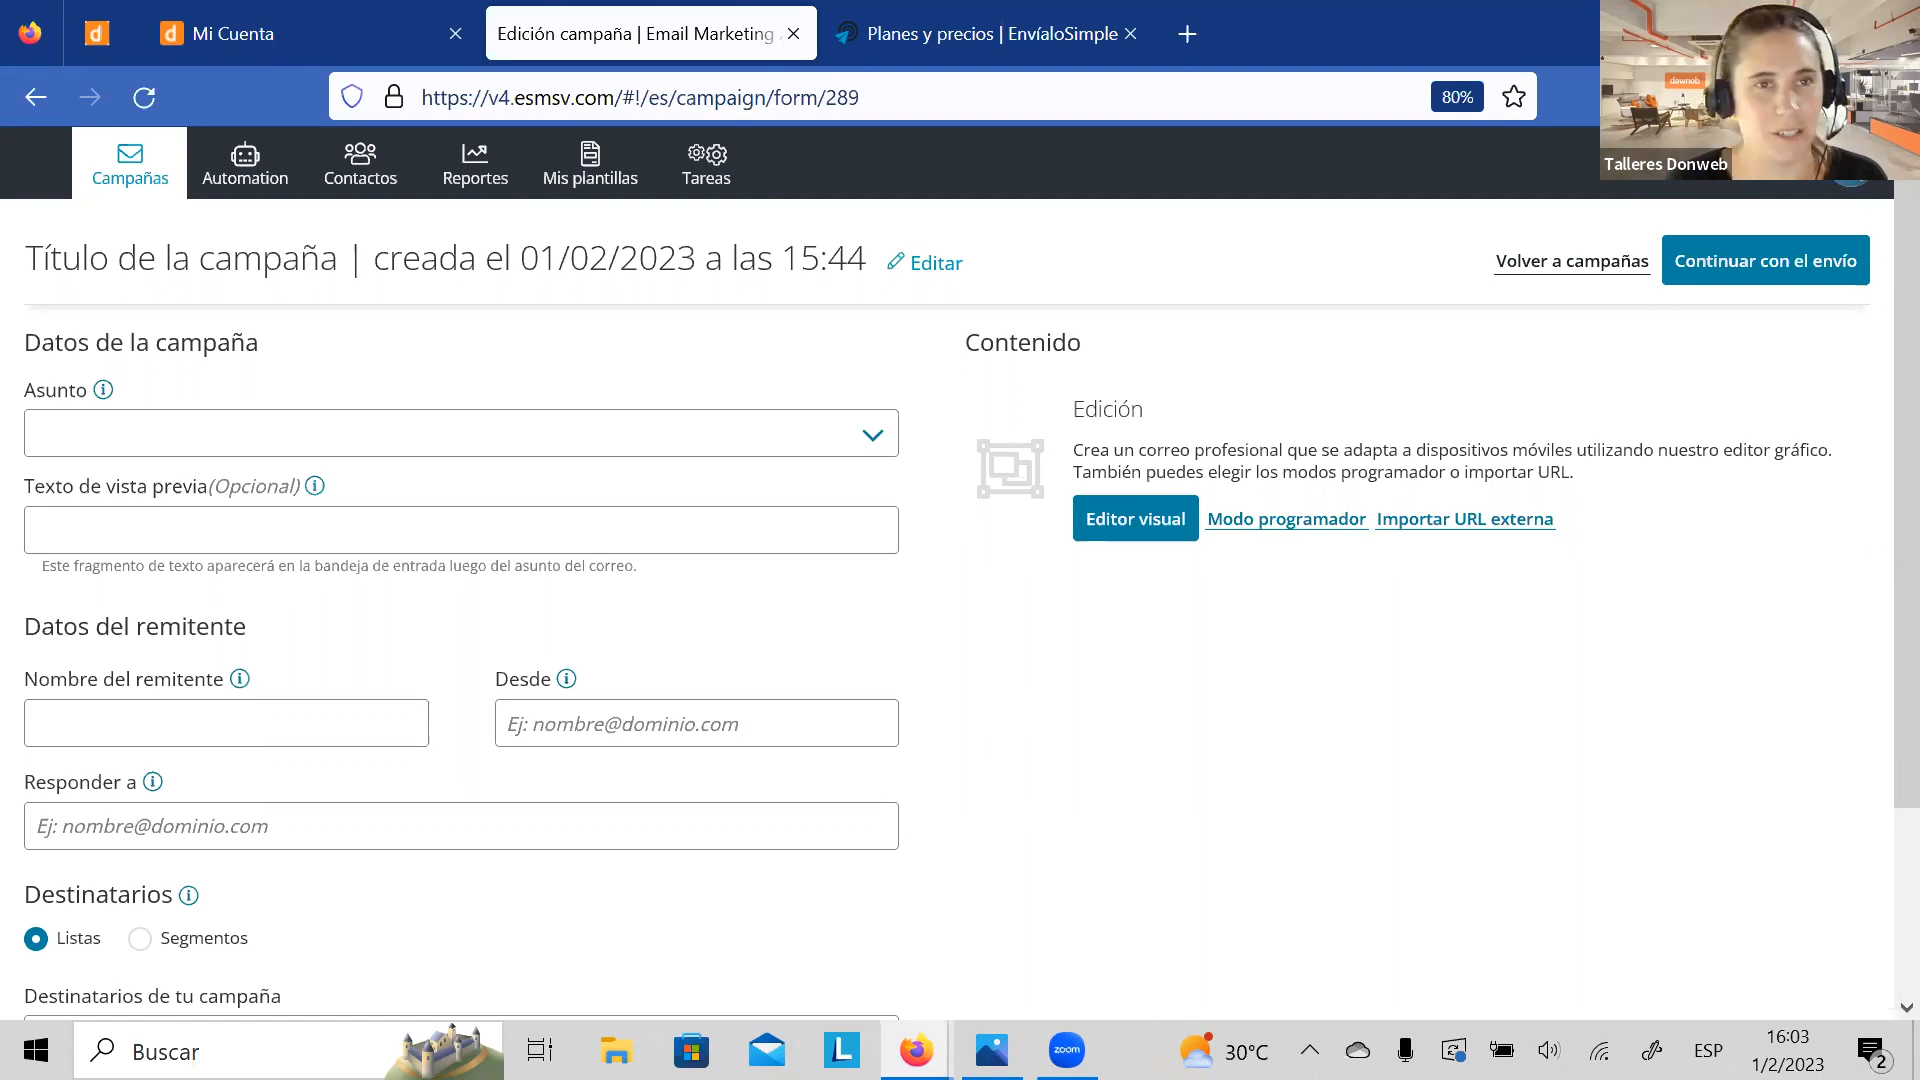 Mi Cuenta
Edición campaña | Email Marketing
Planes y precios | EnvíaloSimple
https://v4.esmsv.com/#!/es/campaign/form/289
80%
dewnob
Talleres Donweb
Campañas
Automation
Contactos
Reportes
Mis plantillas
Tareas
Título de la campaña | creada el 01/02/2023 a las 15:44
Editar
Volver a campañas
Continuar con el envío
Datos de la campaña
Asunto
Texto de vista previa(Opcional)
Este fragmento de texto aparecerá en la bandeja de entrada luego del asunto del correo.
Datos del remitente
Nombre del remitente
Desde
Ej: nombre@dominio.com
Responder a
Ej: nombre@dominio.com
Destinatarios
Listas
Segmentos
Destinatarios de tu campaña
Contenido
Edición
Crea un correo profesional que se adapta a dispositivos móviles utilizando nuestro editor gráfico.
También puedes elegir los modos programador o importar URL.
Editor visual
Modo programador
Importar URL externa
Buscar
L
zoom
30°C
ESP
16:03
1/2/2023
2